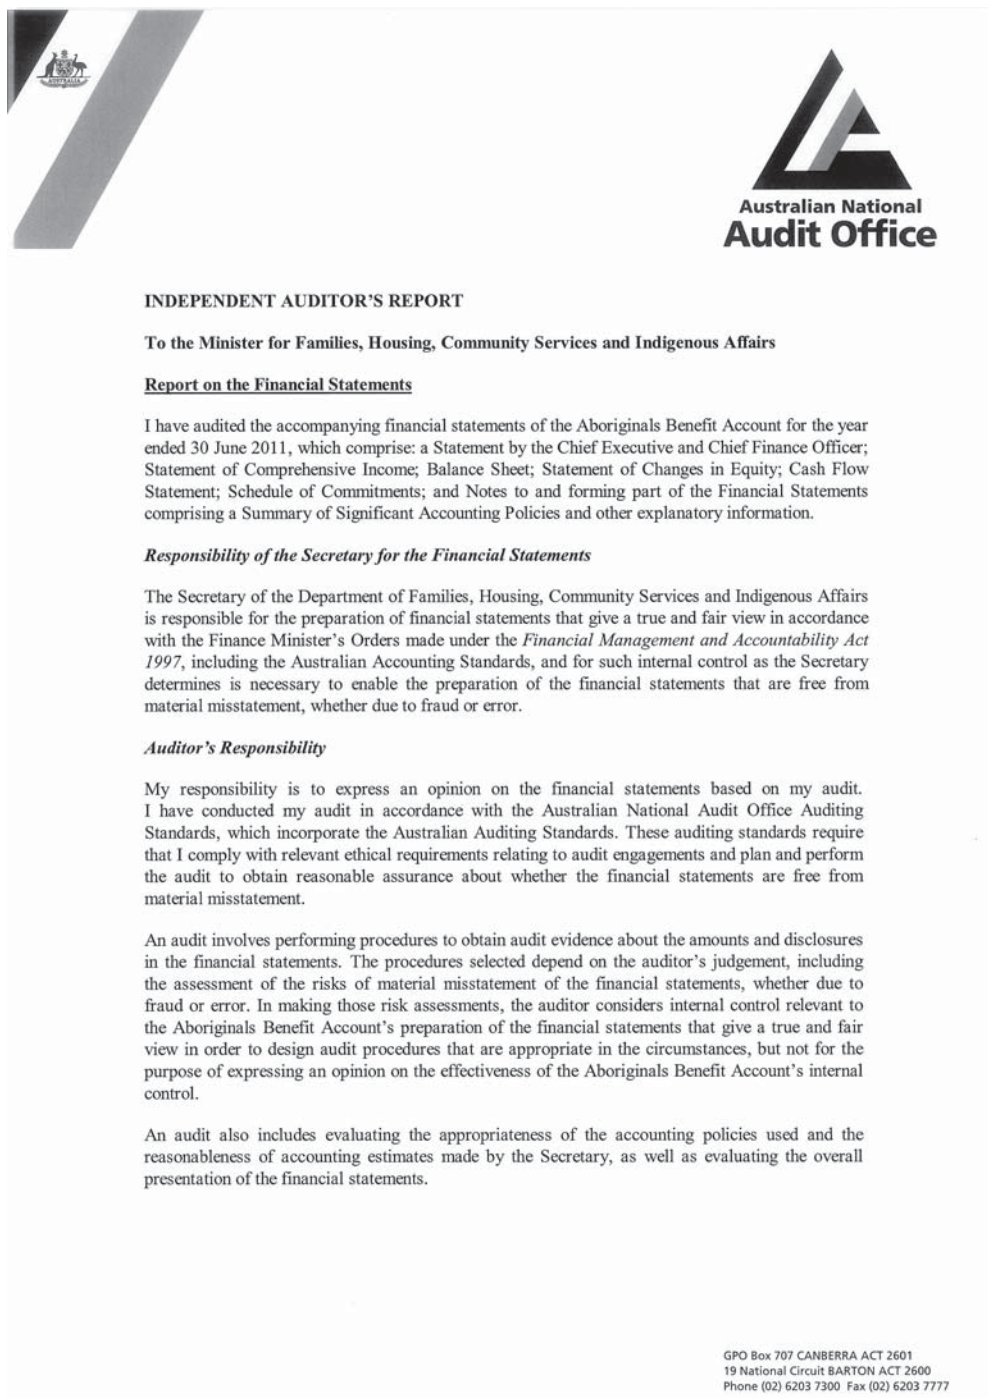 AUSTRALIA
Australian National
Audit Office
INDEPENDENT AUDITOR'S REPORT
To the Minister for Families, Housing, Community Services and Indigenous Affairs
Report on the Financial Statements
I have audited the accompanying financial statements of the Aboriginals Benefit Account for the year
ended 30 June 2011, which comprise: a Statement by the Chief Executive and Chief Finance Officer;
Statement of Comprehensive Income; Balance Sheet; Statement of Changes in Equity; Cash Flow
Statement; Schedule of Commitments; and Notes to and forming part of the Financial Statements
comprising a Summary of Significant Accounting Policies and other explanatory information.
Responsibility of the Secretary for the Financial Statements
The Secretary of the Department of Families, Housing, Community Services and Indigenous Affairs
is responsible for the preparation of financial statements that give a true and fair view in accordance
with the Finance Minister's Orders made under the Financial Management and Accountability Act
1997, including the Australian Accounting Standards, and for such internal control as the Secretary
determines is necessary to enable the preparation of the financial statements that are free from
material misstatement, whether due to fraud or error.
Auditor's Responsibility
My responsibility is to express an opinion on the financial statements based on my audit.
I have conducted my audit in accordance with the Australian National Audit Office Auditing
Standards, which incorporate the Australian Auditing Standards. These auditing standards require
that I comply with relevant ethical requirements relating to audit engagements and plan and perform
the audit to obtain reasonable assurance about whether the financial statements are free from
material misstatement.
An audit involves performing procedures to obtain audit evidence about the amounts and disclosures
in the financial statements. The procedures selected depend on the auditor's judgement, including
the assessment of the risks of material misstatement of the financial statements, whether due to
fraud or error. In making those risk assessments, the auditor considers internal control relevant to
the Aboriginals Benefit Account's preparation of the financial statements that give a true and fair
view in order to design audit procedures that are appropriate in the circumstances, but not for the
purpose of expressing an opinion on the effectiveness of the Aboriginals Benefit Account's internal
control.
An audit also includes evaluating the appropriateness of the accounting policies used and the
reasonableness of accounting estimates made by the Secretary, as well as evaluating the overall
presentation of the financial statements.
GPO Box 707 CANBERRA ACT 2601
19 National Circuit BARTON ACT 2600
Phone (02) 6203 7300 Fax (02) 6203 7777